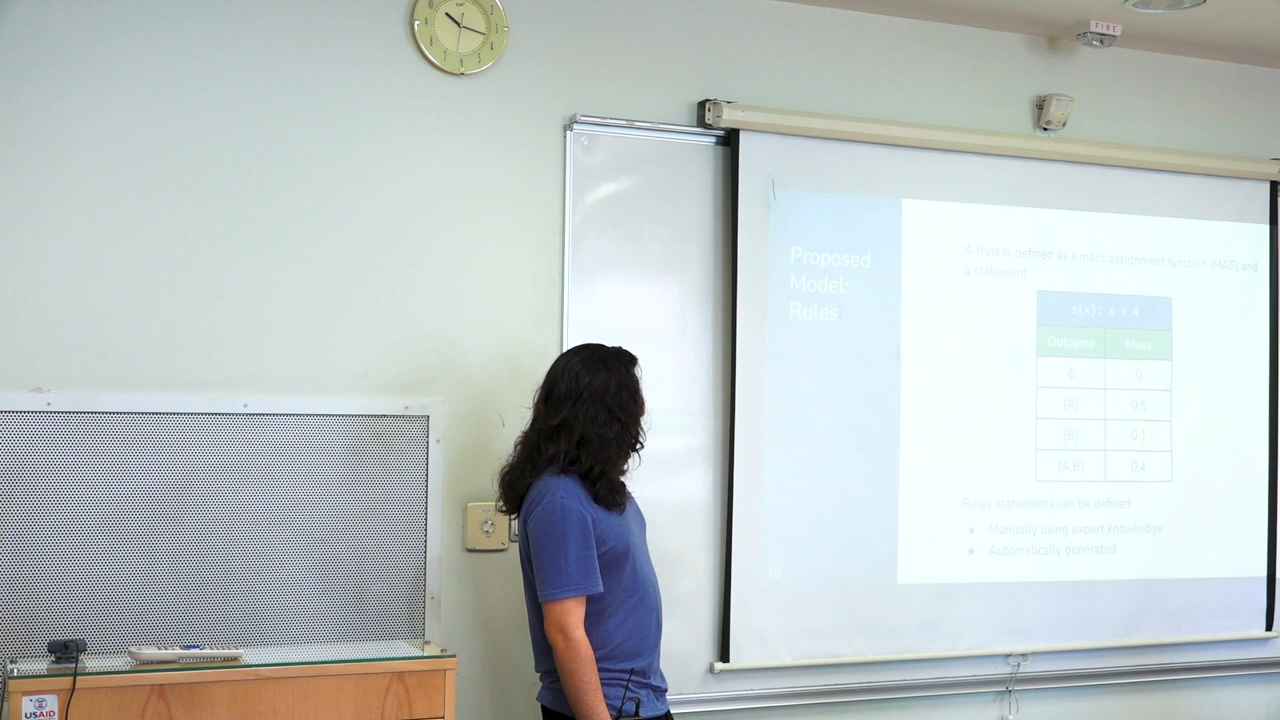 FIRE
Proposed
Model:
Rules
A Rule is defined as a mass assignment function (MAF) and
a statement.
s(x): x > 4
Outcome Mass
ϕ 0
{A} 0.5
{B} 0.1
{A,B} 0.4
Rules statements can be defined:
● Manually using expert knowledge
● Automatically generated
19
USAID